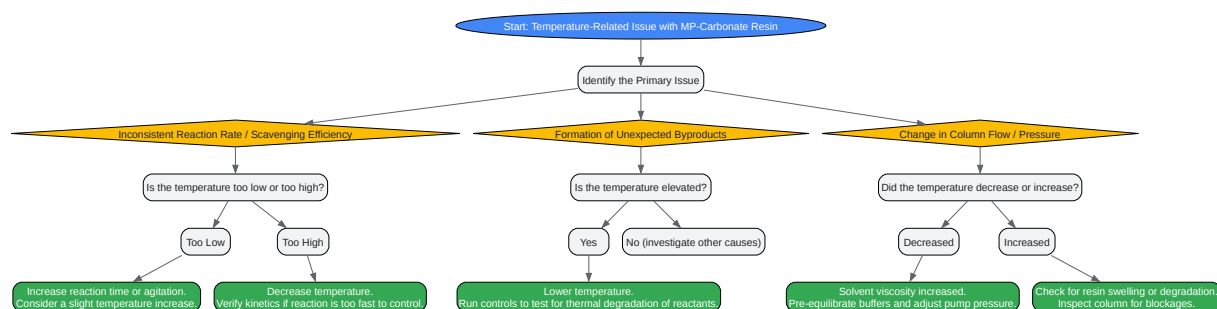 Start: Temperature-Related Issue with MP-Carbonate Resin
Identify the Primary Issue
Inconsistent Reaction Rate / Scavenging Efficiency
Formation of Unexpected Byproducts
Change in Column Flow / Pressure
Is the temperature too low or too high?
Is the temperature elevated?
Did the temperature decrease or increase?
Too Low
Too High
Yes
No (investigate other causes)
Decreased
Increased
Increase reaction time or agitation.
Consider a slight temperature increase.
Decrease temperature.
Verify kinetics if reaction is too fast to control.
Lower temperature.
Run controls to test for thermal degradation of reactants.
Solvent viscosity increased.
Pre-equilibrate buffers and adjust pump pressure.
Check for resin swelling or degradation.
Inspect column for blockages.